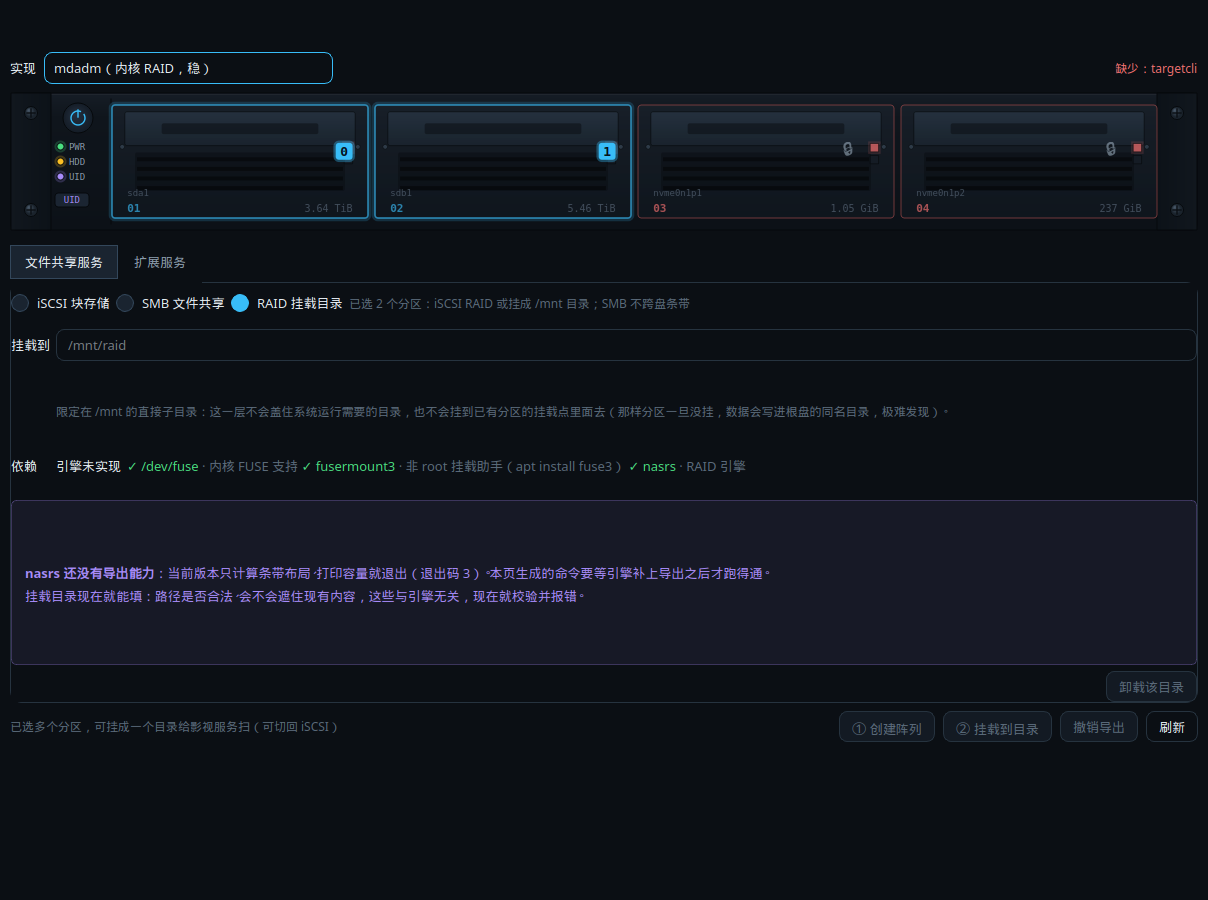 实现 mdadm（内核 RAID，稳） 缺少：targetcli
PWR
HDD
UID
UID
0
sda1
01 3.64 TiB
1
sdb1
02 5.46 TiB
nvme0n1p1
03 1.05 GiB
nvme0n1p2
04 237 GiB
文件共享服务 扩展服务
iSCSI 块存储 SMB 文件共享 RAID 挂载目录 已选 2 个分区：iSCSI RAID 或挂成 /mnt 目录；SMB 不跨盘条带
挂载到 /mnt/raid
限定在 /mnt 的直接子目录：这一层不会盖住系统运行需要的目录，也不会挂到已有分区的挂载点里面去（那样分区一旦没挂，数据会写进根盘的同名目录，极难发现）。
依赖 引擎未实现 ✓ /dev/fuse · 内核 FUSE 支持 ✓ fusermount3 · 非 root 挂载助手（apt install fuse3） ✓ nasrs · RAID 引擎
nasrs 还没有导出能力：当前版本只计算条带布局、打印容量就退出（退出码 3）。本页生成的命令要等引擎补上导出之后才跑得通。
挂载目录现在就能填：路径是否合法、会不会遮住现有内容，这些与引擎无关，现在就校验并报错。
卸载该目录
已选多个分区，可挂成一个目录给影视服务扫（可切回 iSCSI） ① 创建阵列 ② 挂载到目录 撤销导出 刷新